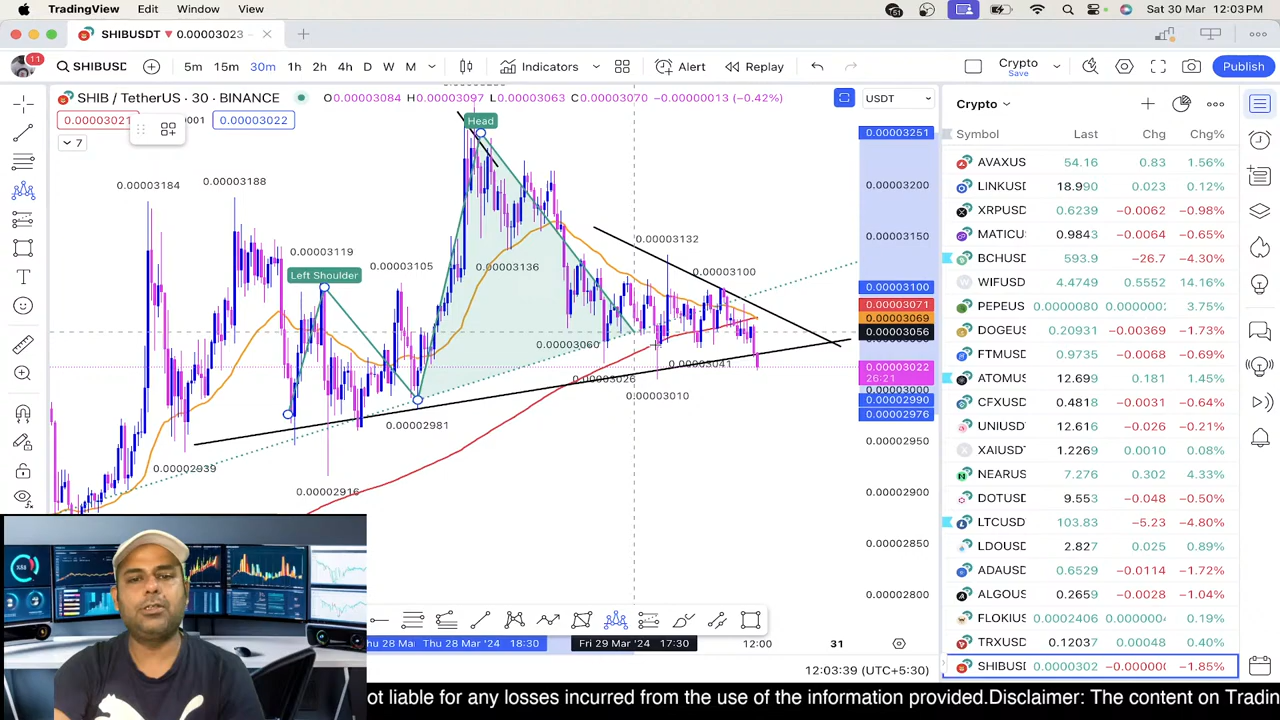 TradingView Edit Window View
Sat 30 Mar 12:03 PM
SHIBUSDT ▼ 0.00003023 −
11
SHIBUSD 5m 15m 30m 1h 2h 4h D W M Indicators Alert Replay Crypto Save Publish
SHIB / TetherUS · 30 · BINANCE O0.00003084 H0.00003097 L0.00003063 C0.00003070 −0.00000013 (−0.42%)
USDT
0.00003021 0.00003022
7
Head
0.00003184
0.00003188
0.00003119
Left Shoulder
0.00003105
0.00003136
0.00003132
0.00003100
0.00003060
0.00003041
0.00003026
0.00003010
0.00002981
0.00002939
0.00002916
0.00003251
0.00003200
0.00003150
0.00003100
0.00003071
0.00003069
0.00003056
0.00003022
26:21
0.00003000
0.00002990
0.00002976
0.00002950
0.00002900
0.00002850
0.00002800
Thu 28 Mar '24 18:30
Fri 29 Mar '24 17:30
12:00
31
12:03:39 (UTC+5:30)
Crypto
Symbol Last Chg Chg%
AVAXUS 54.16 0.83 1.56%
LINKUSD 18.990 0.023 0.12%
XRPUSD 0.6239 −0.0062 −0.98%
MATICU 0.9843 −0.0064 −0.65%
BCHUSD 593.9 −26.7 −4.30%
WIFUSD 4.4749 0.5552 14.16%
PEPEUS 0.0000080 0.0000000 3.75%
DOGEUS 0.20931 −0.00369 −1.73%
FTMUSD 0.9735 −0.0068 −0.69%
ATOMUS 12.699 0.181 1.45%
CFXUSD 0.4818 −0.0031 −0.64%
UNIUSD 12.616 −0.026 −0.21%
XAIUSD 1.2269 0.0010 0.08%
NEARUS 7.276 0.302 4.33%
DOTUSD 9.553 −0.048 −0.50%
LTCUSD 103.83 −5.23 −4.80%
LDOUSD 2.827 0.025 0.89%
ADAUSD 0.6529 −0.0114 −1.72%
ALGOUS 0.2659 −0.0028 −1.04%
FLOKIUS 0.0002406 0.000000 0.19%
TRXUSD 0.12037 0.00048 0.40%
SHIBUSD 0.0000302 −0.00000 −1.85%
ot liable for any losses incurred from the use of the information provided.Disclaimer: The content on Tradin